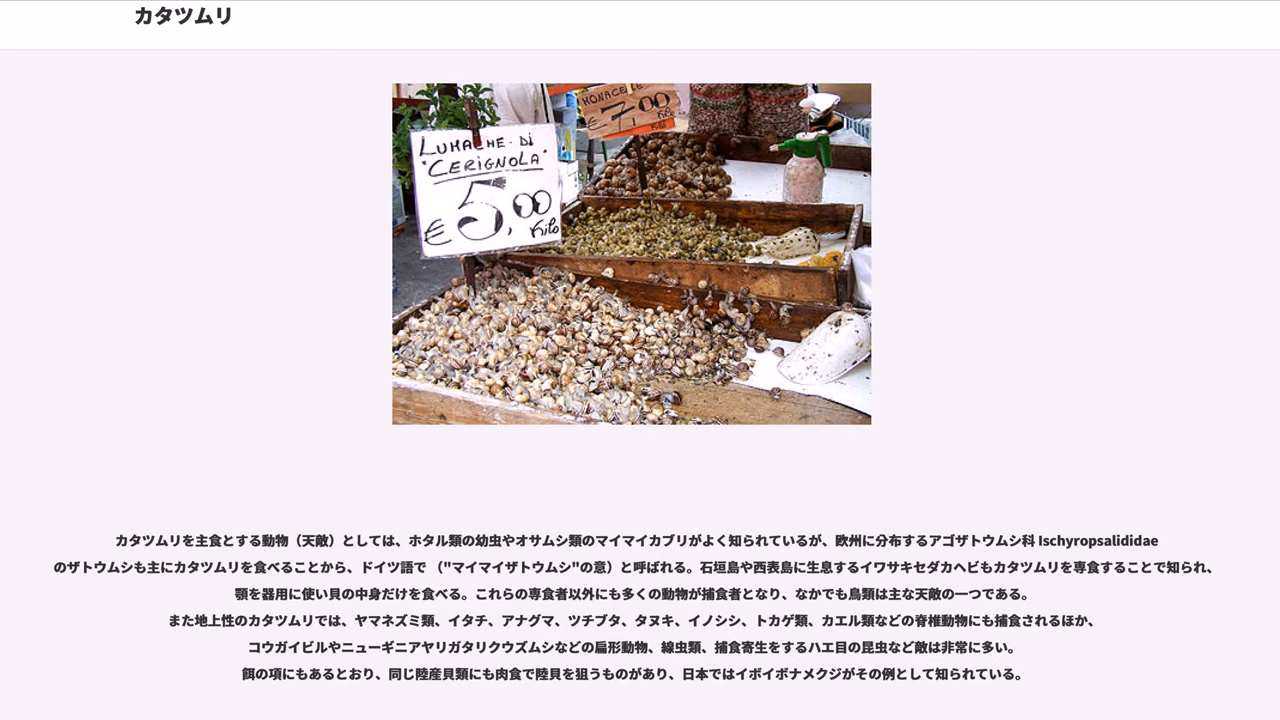 カタツムリ
MONACELLE
€ 7,00 Kilo
LUMACHE DI
"CERIGNOLA"
€ 5,00 Kilo
カタツムリを主食とする動物（天敵）としては、ホタル類の幼虫やオサムシ類のマイマイカブリがよく知られているが、欧州に分布するアゴザトウムシ科 Ischyropsalididae
のザトウムシも主にカタツムリを食べることから、ドイツ語で （"マイマイザトウムシ"の意）と呼ばれる。石垣島や西表島に生息するイワサキセダカヘビもカタツムリを専食することで知られ、
顎を器用に使い貝の中身だけを食べる。これらの専食者以外にも多くの動物が捕食者となり、なかでも鳥類は主な天敵の一つである。
また地上性のカタツムリでは、ヤマネズミ類、イタチ、アナグマ、ツチブタ、タヌキ、イノシシ、トカゲ類、カエル類などの脊椎動物にも捕食されるほか、
コウガイビルやニューギニアヤリガタリクウズムシなどの扁形動物、線虫類、捕食寄生をするハエ目の昆虫など敵は非常に多い。
餌の項にもあるとおり、同じ陸産貝類にも肉食で陸貝を狙うものがあり、日本ではイボイボナメクジがその例として知られている。